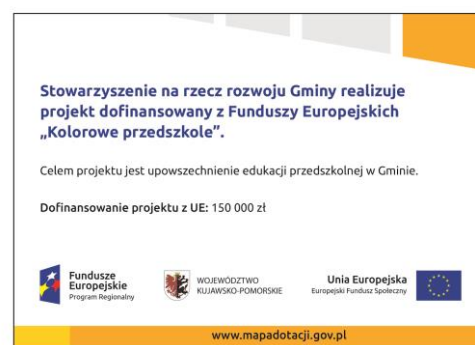 Stowarzyszenie na rzecz rozwoju Gminy realizuje
projekt dofinansowany z Funduszy Europejskich
„Kolorowe przedszkole”.
Celem projektu jest upowszechnienie edukacji przedszkolnej w Gminie.
Dofinansowanie projektu z UE: 150 000 zł
Fundusze
Europejskie
Program Regionalny
WOJEWÓDZTWO
KUJAWSKO-POMORSKIE
Unia Europejska
Europejski Fundusz Społeczny
www.mapadotacji.gov.pl